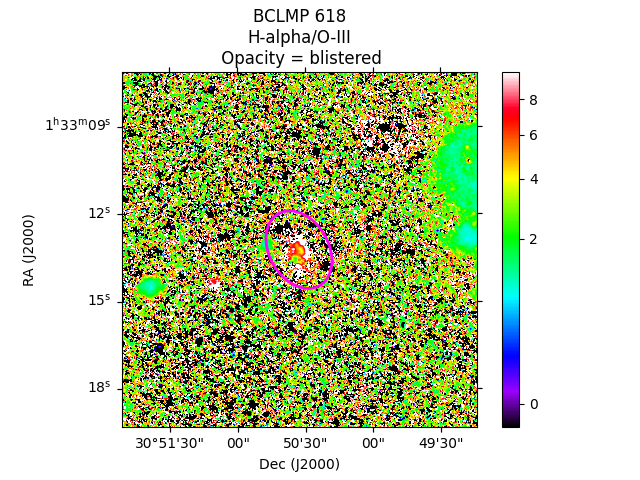 BCLMP 618
H-alpha/O-III
Opacity = blistered
1ʰ33ᵐ09ˢ
12ˢ
15ˢ
18ˢ
RA (J2000)
30°51'30" 00" 50'30" 00" 49'30"
Dec (J2000)
8
6
4
2
0